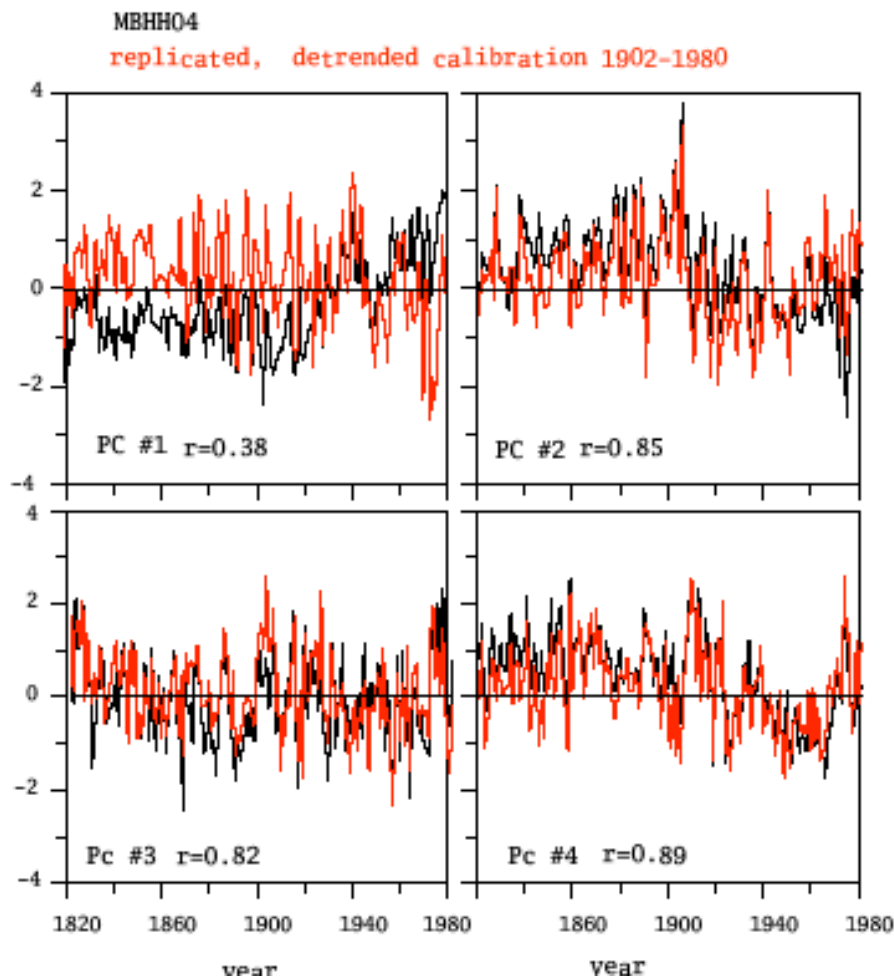 MBHH04
replicated, detrended calibration 1902-1980
4
2
0
-2
-4
PC #1 r=0.38
PC #2 r=0.85
4
2
0
-2
-4
Pc #3 r=0.82
Pc #4 r=0.89
1820 1860 1900 1940 1980 1860 1900 1940 1980
year year